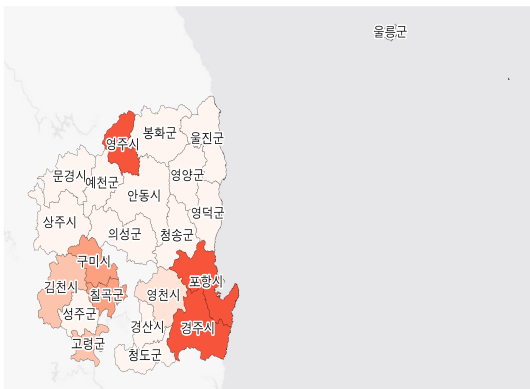 울릉군
봉화군
울진군
영주시
문경시
예천군
영양군
안동시
영덕군
상주시
의성군
청송군
구미시
포항시
김천시
칠곡군
영천시
성주군
경산시
경주시
고령군
청도군